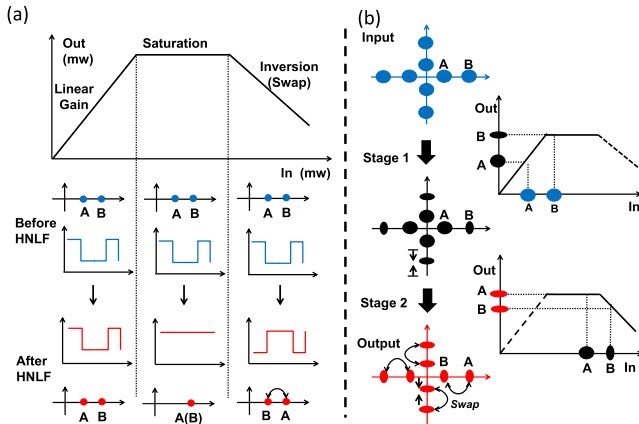 (a)
Out
(mw)
Saturation
Inversion
(Swap)
Linear
Gain
In (mw)
A B
A B
A B
Before
HNLF
After
HNLF
A B
A(B)
B A
(b)
Input
A B
Out
B
A
A B
In
Stage 1
A B
Out
A
B
A B
In
Stage 2
Output
B A
Swap